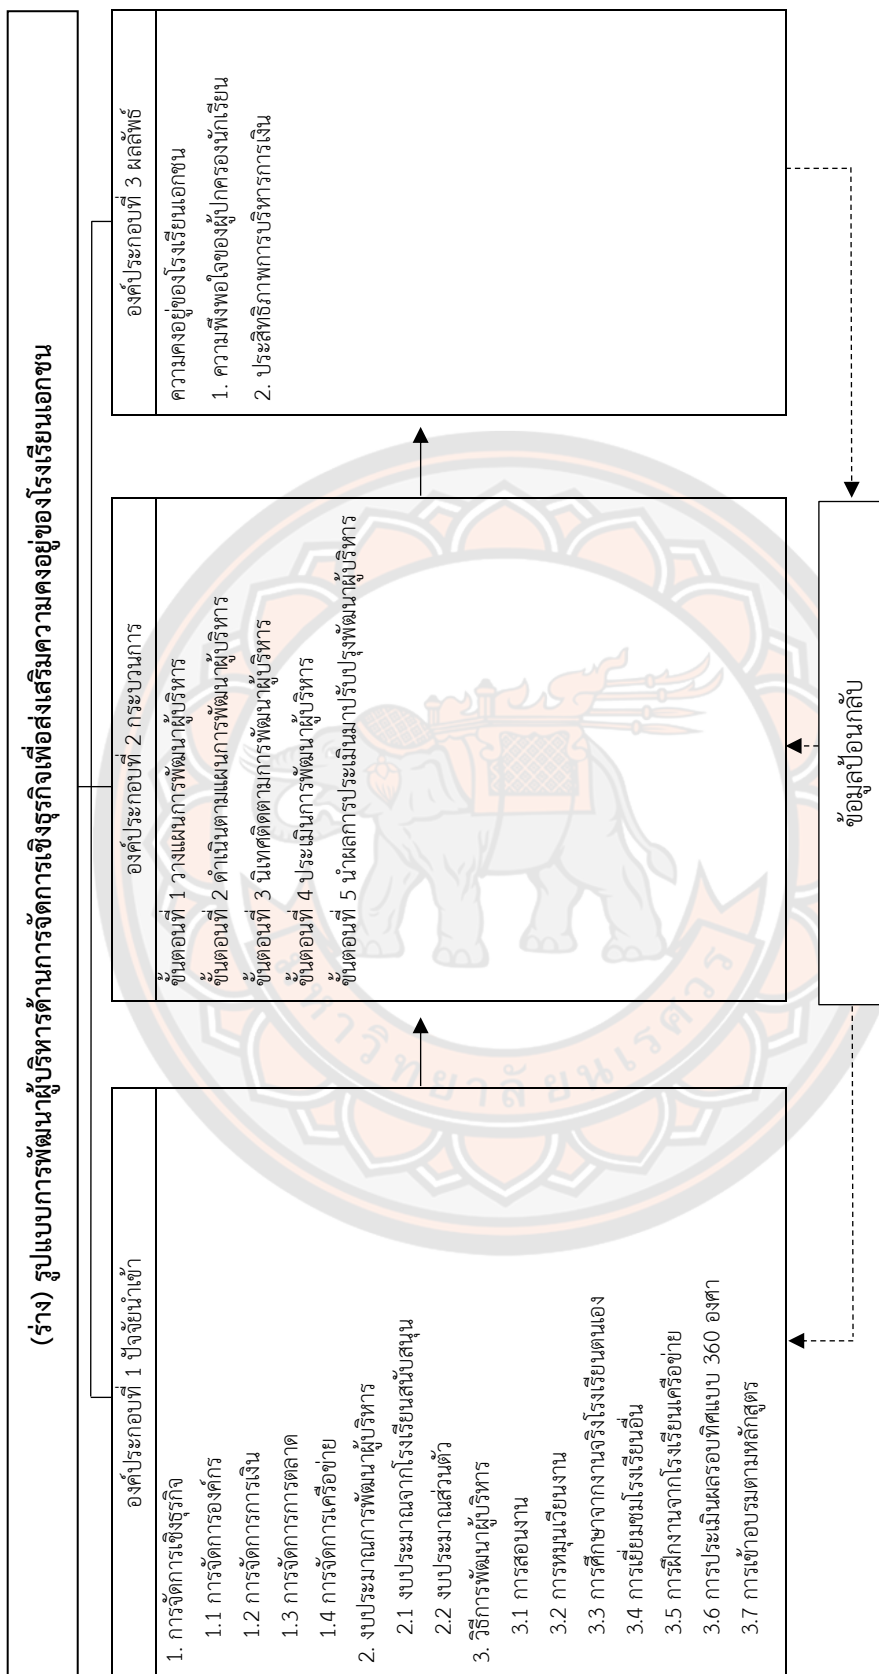 (ร่าง) รูปแบบการพัฒนาผู้บริหารด้านการจัดการเชิงธุรกิจเพื่อส่งเสริมความคงอยู่ของโรงเรียนเอกชน
องค์ประกอบที่ 1 ปัจจัยนำเข้า
1. การจัดการเชิงธุรกิจ
1.1 การจัดการองค์กร
1.2 การจัดการการเงิน
1.3 การจัดการการตลาด
1.4 การจัดการเครือข่าย
2. งบประมาณการพัฒนาผู้บริหาร
2.1 งบประมาณจากโรงเรียนสนับสนุน
2.2 งบประมาณส่วนตัว
3. วิธีการพัฒนาผู้บริหาร
3.1 การสอนงาน
3.2 การหมุนเวียนงาน
3.3 การศึกษาจากงานจริงโรงเรียนตนเอง
3.4 การเยี่ยมชมโรงเรียนอื่น
3.5 การฝึกงานจากโรงเรียนเครือข่าย
3.6 การประเมินผลรอบทิศแบบ 360 องศา
3.7 การเข้าอบรมตามหลักสูตร
องค์ประกอบที่ 2 กระบวนการ
ขั้นตอนที่ 1 วางแผนการพัฒนาผู้บริหาร
ขั้นตอนที่ 2 ดำเนินตามแผนการพัฒนาผู้บริหาร
ขั้นตอนที่ 3 นิเทศติดตามการพัฒนาผู้บริหาร
ขั้นตอนที่ 4 ประเมินการพัฒนาผู้บริหาร
ขั้นตอนที่ 5 นำผลการประเมินมาปรับปรุงพัฒนาผู้บริหาร
องค์ประกอบที่ 3 ผลลัพธ์
ความคงอยู่ของโรงเรียนเอกชน
1. ความพึงพอใจของผู้ปกครองนักเรียน
2. ประสิทธิภาพการบริหารการเงิน
ข้อมูลป้อนกลับ
มหาวิทยาลัยนเรศวร